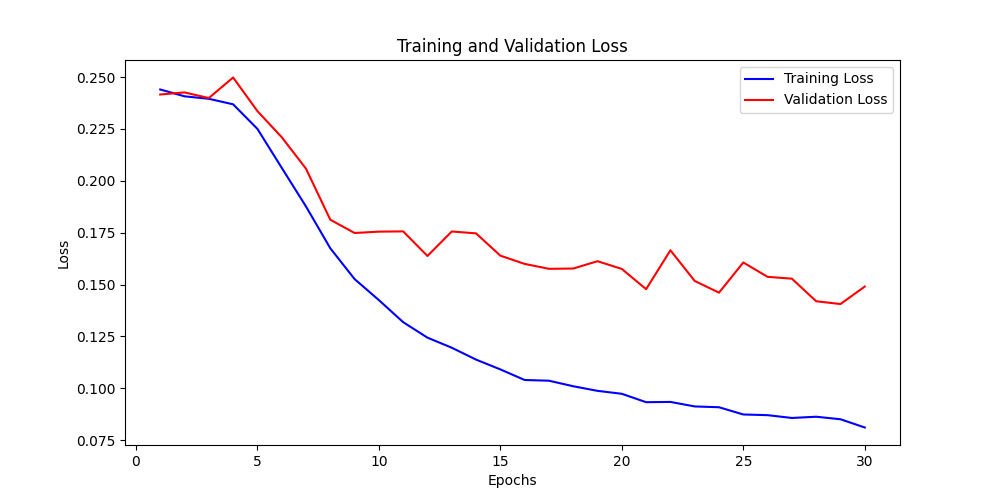 Training and Validation Loss
Training Loss
Validation Loss
Loss
0.250
0.225
0.200
0.175
0.150
0.125
0.100
0.075
0 5 10 15 20 25 30
Epochs